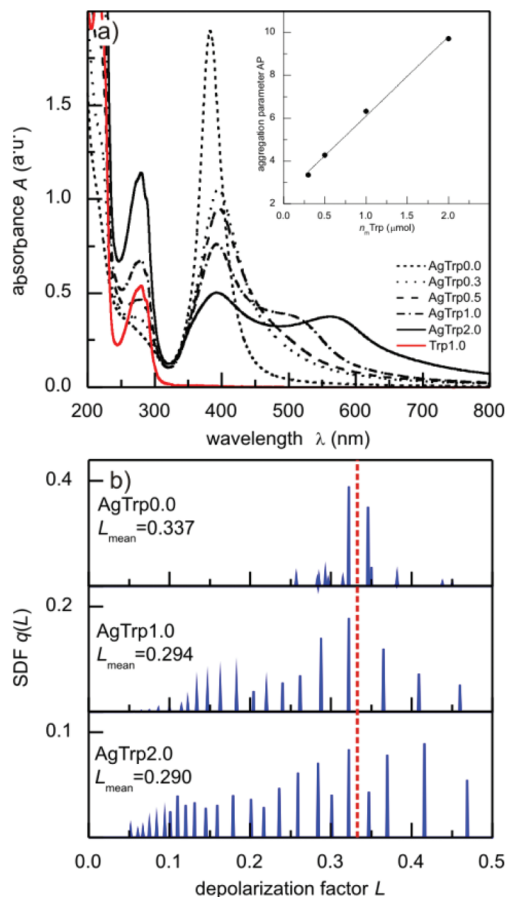 a)
absorbance A (a·u·)
1.5
1.0
0.5
0.0
200 300 400 500 600 700 800
wavelength λ (nm)
aggregation parameter AP
10
8
6
4
2
0.0 0.5 1.0 1.5 2.0
nmTrp (μmol)
AgTrp0.0
AgTrp0.3
AgTrp0.5
AgTrp1.0
AgTrp2.0
Trp1.0
b)
SDF q(L)
0.4
AgTrp0.0
Lmean=0.337
0.2
AgTrp1.0
Lmean=0.294
0.1
AgTrp2.0
Lmean=0.290
0.0 0.1 0.2 0.3 0.4 0.5
depolarization factor L